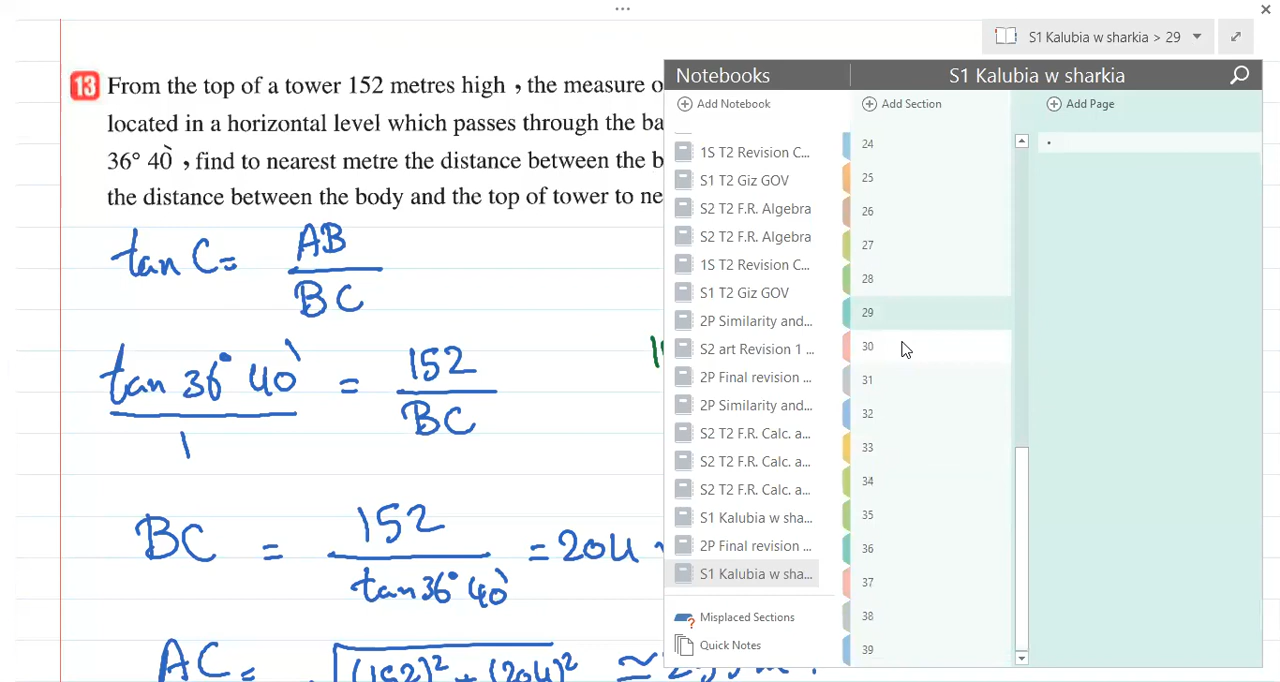 S1 Kalubia w sharkia > 29
13 From the top of a tower 152 metres high , the measure o
located in a horizontal level which passes through the ba
36° 40̀ , find to nearest metre the distance between the b
the distance between the body and the top of tower to ne
tan C = AB / BC
tan 36° 40̀ / 1 = 152 / BC
BC = 152 / tan 36° 40̀ = 204
AC = √(152)² + (204)² ≃
Notebooks
S1 Kalubia w sharkia
Add Notebook
Add Section
Add Page
1S T2 Revision C...
S1 T2 Giz GOV
S2 T2 F.R. Algebra
S2 T2 F.R. Algebra
1S T2 Revision C...
S1 T2 Giz GOV
2P Similarity and...
S2 art Revision 1 ...
2P Final revision ...
2P Similarity and...
S2 T2 F.R. Calc. a...
S2 T2 F.R. Calc. a...
S2 T2 F.R. Calc. a...
S1 Kalubia w sha...
2P Final revision ...
S1 Kalubia w sha...
Misplaced Sections
Quick Notes
24
25
26
27
28
29
30
31
32
33
34
35
36
37
38
39